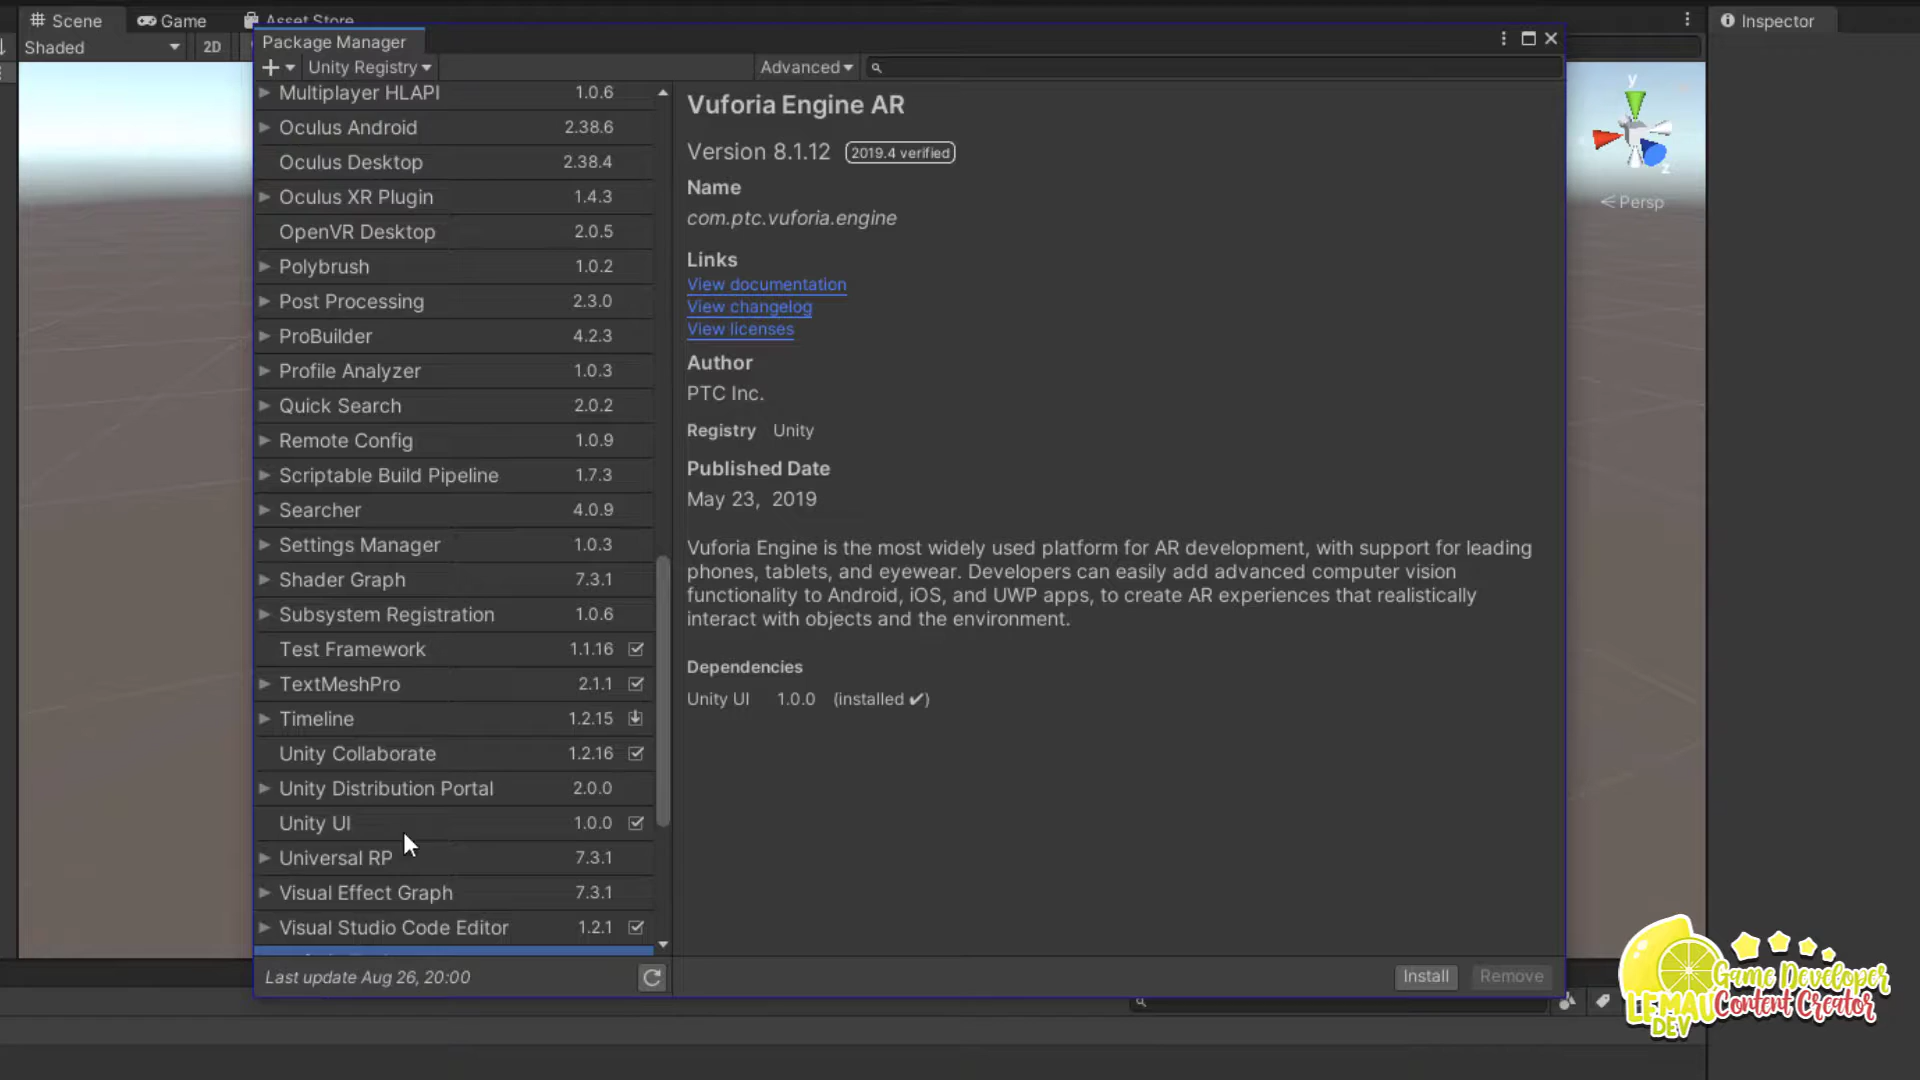 Scene
Game
Asset Store
Inspector
Shaded
2D
Package Manager
Unity Registry
Advanced
Multiplayer HLAPI 1.0.6
Oculus Android 2.38.6
Oculus Desktop 2.38.4
Oculus XR Plugin 1.4.3
OpenVR Desktop 2.0.5
Polybrush 1.0.2
Post Processing 2.3.0
ProBuilder 4.2.3
Profile Analyzer 1.0.3
Quick Search 2.0.2
Remote Config 1.0.9
Scriptable Build Pipeline 1.7.3
Searcher 4.0.9
Settings Manager 1.0.3
Shader Graph 7.3.1
Subsystem Registration 1.0.6
Test Framework 1.1.16
TextMeshPro 2.1.1
Timeline 1.2.15
Unity Collaborate 1.2.16
Unity Distribution Portal 2.0.0
Unity UI 1.0.0
Universal RP 7.3.1
Visual Effect Graph 7.3.1
Visual Studio Code Editor 1.2.1
Last update Aug 26, 20:00
Vuforia Engine AR
Version 8.1.12 2019.4 verified
Name
com.ptc.vuforia.engine
Links
View documentation
View changelog
View licenses
Author
PTC Inc.
Registry Unity
Published Date
May 23, 2019
Vuforia Engine is the most widely used platform for AR development, with support for leading
phones, tablets, and eyewear. Developers can easily add advanced computer vision
functionality to Android, iOS, and UWP apps, to create AR experiences that realistically
interact with objects and the environment.
Dependencies
Unity UI 1.0.0 (installed ✔)
Install Remove
y
z
Persp
LEMAU
DEV
Game Developer
Content Creator